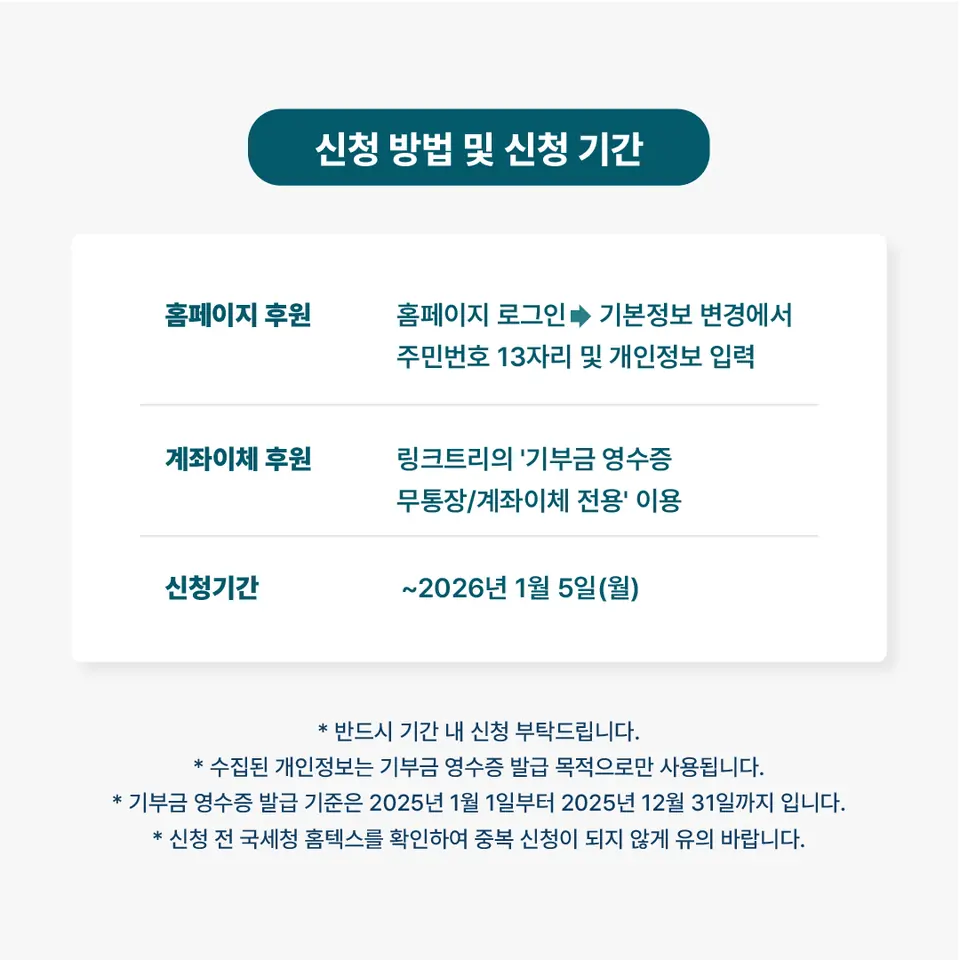 신청 방법 및 신청 기간
홈페이지 후원
홈페이지 로그인➡ 기본정보 변경에서
주민번호 13자리 및 개인정보 입력
계좌이체 후원
링크트리의 '기부금 영수증
무통장/계좌이체 전용' 이용
신청기간
~2026년 1월 5일(월)
* 반드시 기간 내 신청 부탁드립니다.
* 수집된 개인정보는 기부금 영수증 발급 목적으로만 사용됩니다.
* 기부금 영수증 발급 기준은 2025년 1월 1일부터 2025년 12월 31일까지 입니다.
* 신청 전 국세청 홈텍스를 확인하여 중복 신청이 되지 않게 유의 바랍니다.